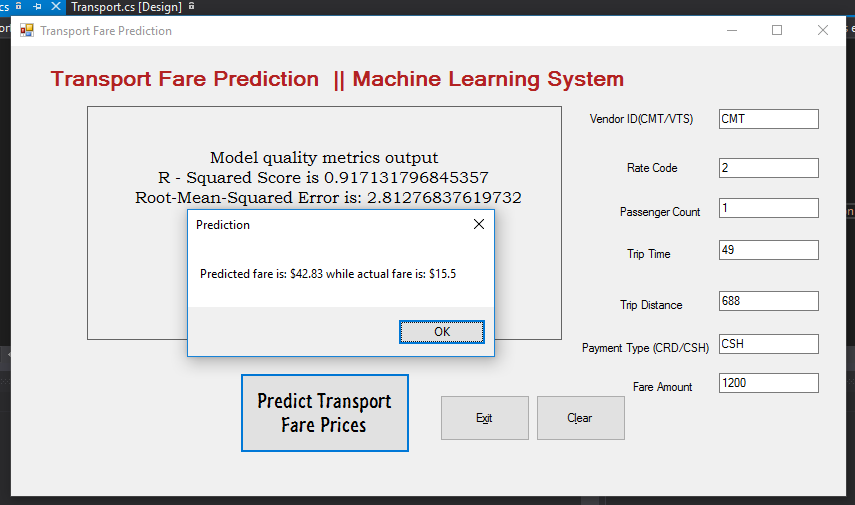 cs
Transport.cs [Design]
Transport Fare Prediction
Transport Fare Prediction || Machine Learning System
Model quality metrics output
R - Squared Score is 0.917131796845357
Root-Mean-Squared Error is: 2.81276837619732
Prediction
Predicted fare is: $42.83 while actual fare is: $15.5
OK
Vendor ID(CMT/VTS) CMT
Rate Code 2
Passenger Count 1
Trip Time 49
Trip Distance 688
Payment Type (CRD/CSH) CSH
Fare Amount 1200
Predict Transport
Fare Prices
Exit
Clear